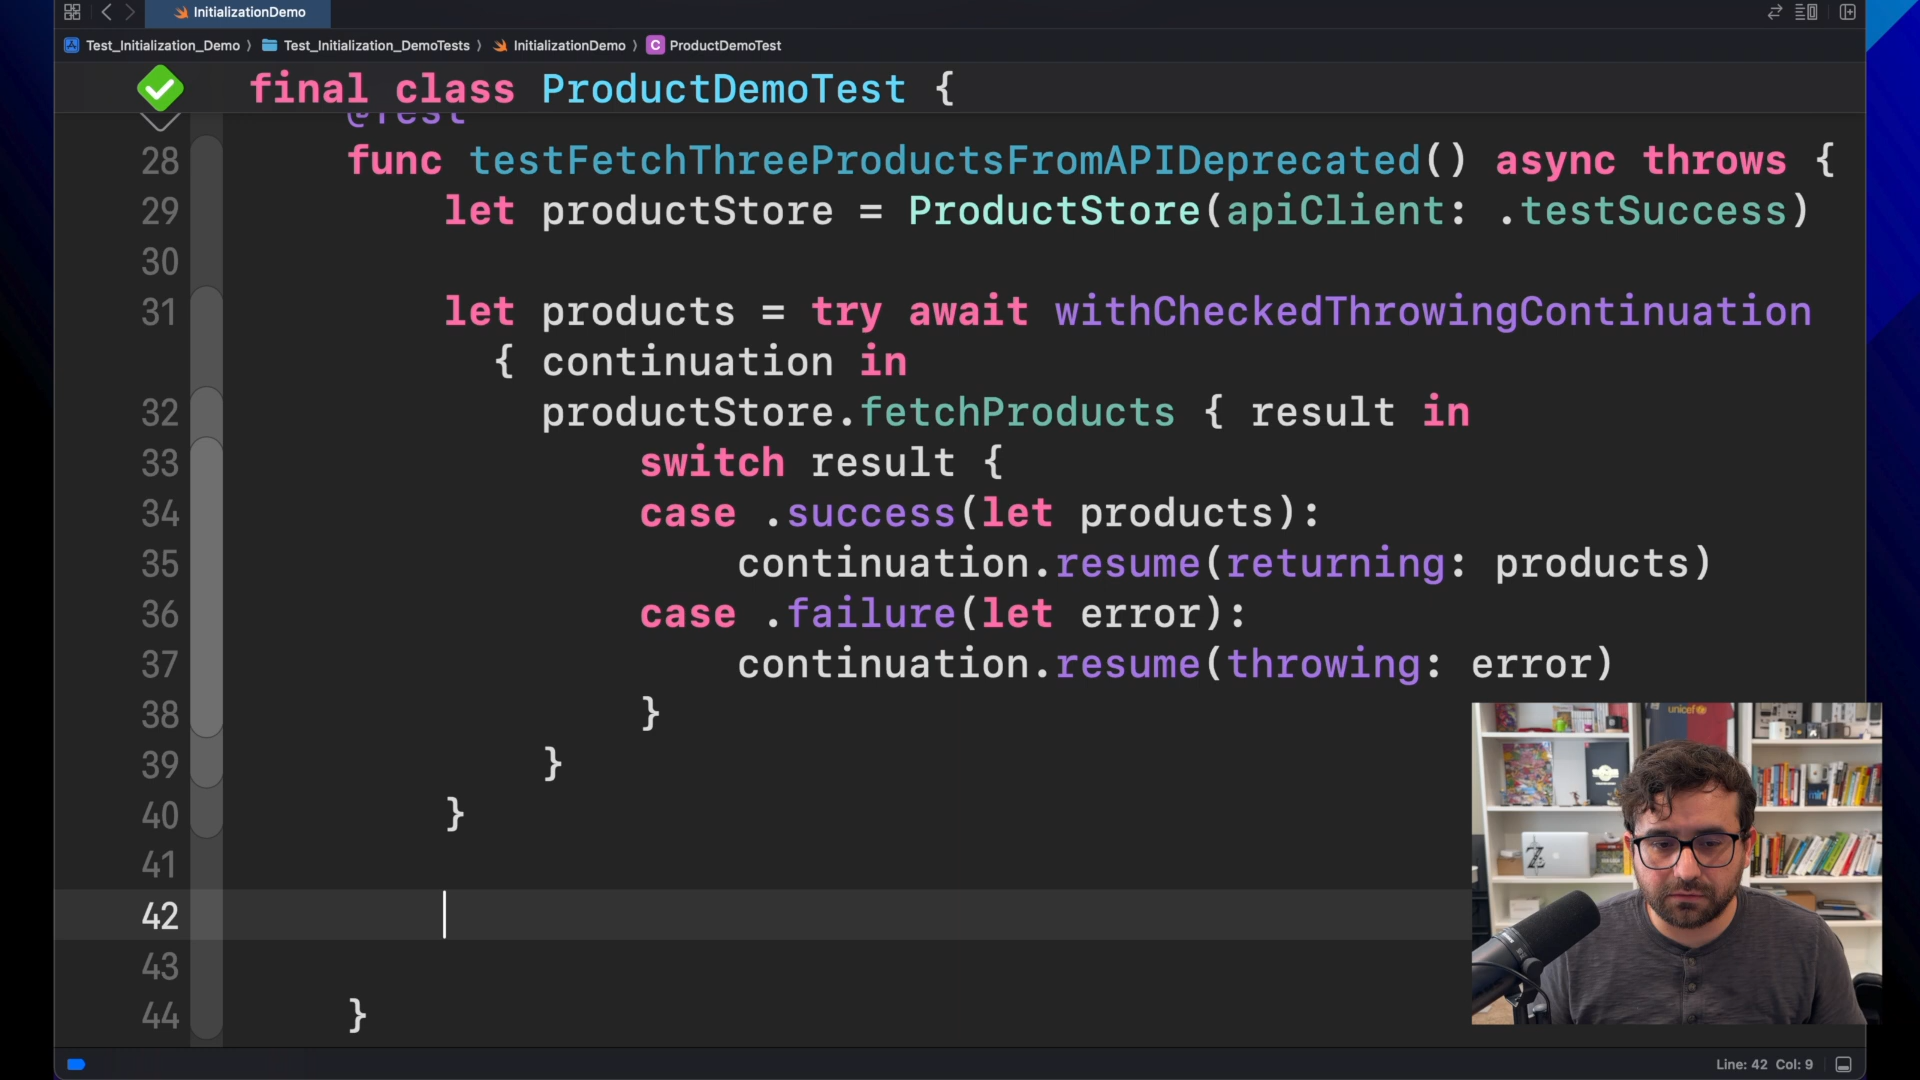 InitializationDemo
Test_Initialization_Demo 〉 Test_Initialization_DemoTests 〉 InitializationDemo 〉 C ProductDemoTest
final class ProductDemoTest {
@Test
28 func testFetchThreeProductsFromAPIDeprecated() async throws {
29 let productStore = ProductStore(apiClient: .testSuccess)
30
31 let products = try await withCheckedThrowingContinuation
{ continuation in
32 productStore.fetchProducts { result in
33 switch result {
34 case .success(let products):
35 continuation.resume(returning: products)
36 case .failure(let error):
37 continuation.resume(throwing: error)
38 }
39 }
40 }
41
42
43
44 }
unicef
Line: 42 Col: 9